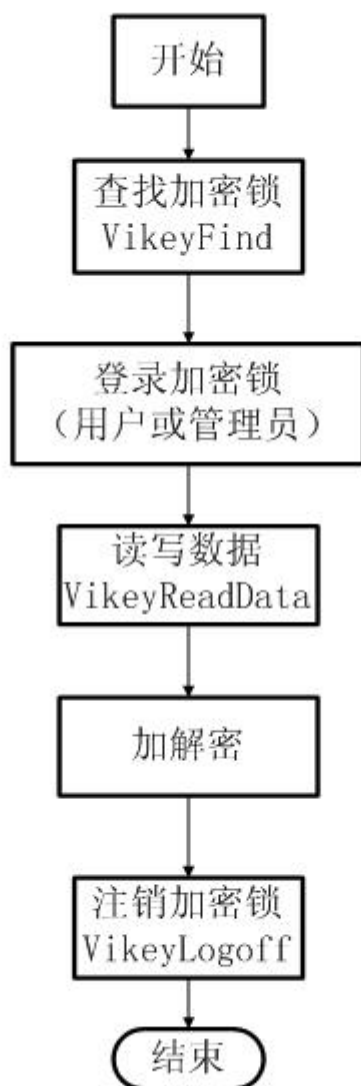 开始
查找加密锁
VikeyFind
登录加密锁
（用户或管理员）
读写数据
VikeyReadData
加解密
注销加密锁
VikeyLogoff
结束